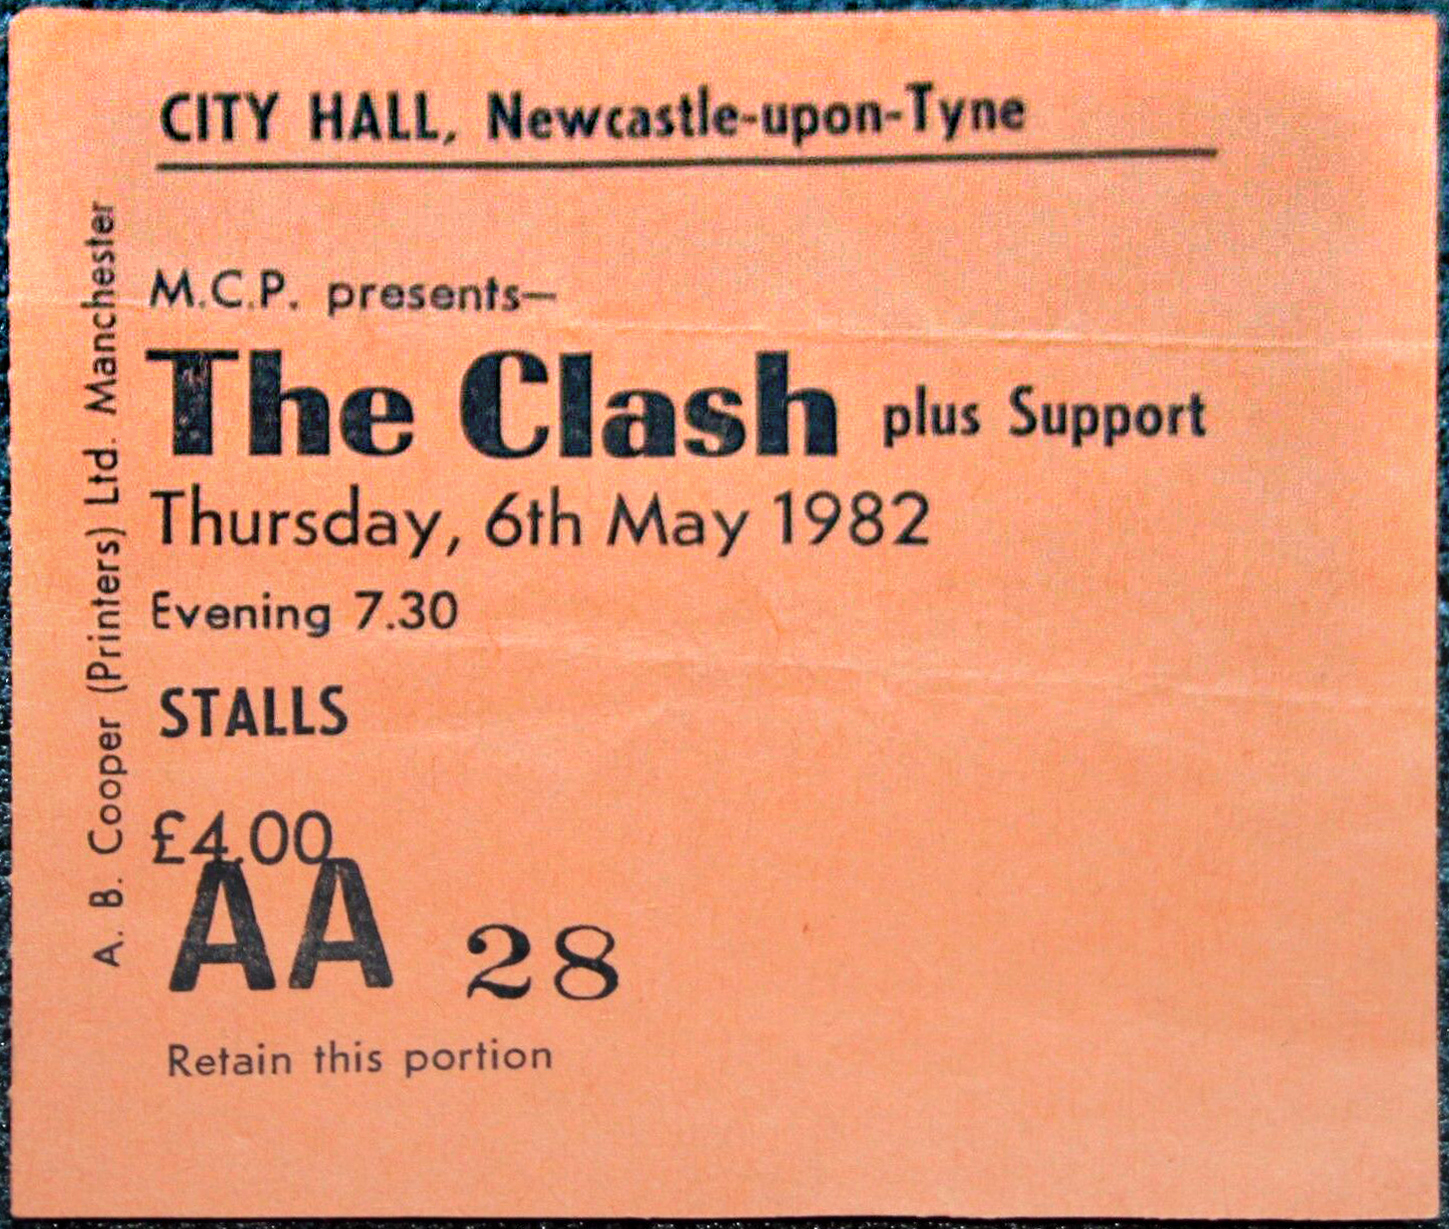 CITY HALL, Newcastle-upon-Tyne
M.C.P. presents—
The Clash plus Support
Thursday, 6th May 1982
Evening 7.30
STALLS
£4.00
AA 28
Retain this portion
A. B. Cooper (Printers) Ltd. Manchester